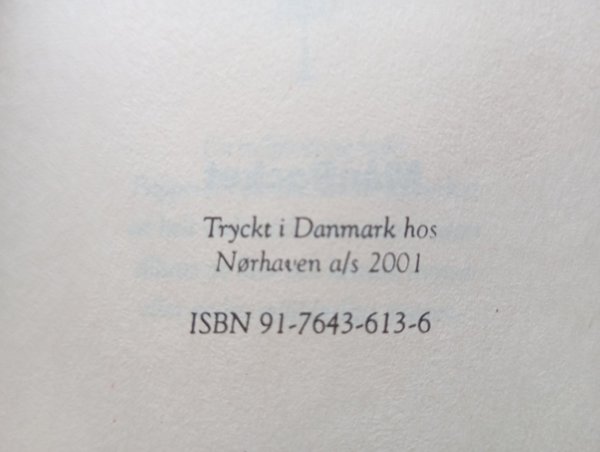 Tryckt i Danmark hos
Nørhaven a/s 2001
ISBN 91-7643-613-6